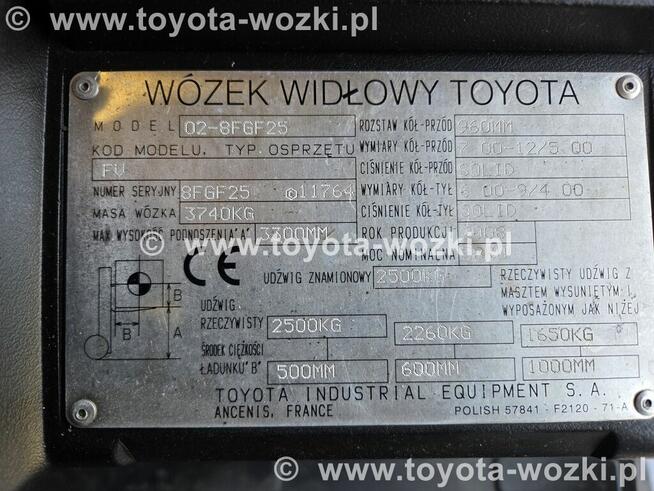 © www.toyota-wozki.pl
WÓZEK WIDŁOWY TOYOTA
MODEL 02-8FGF25 ROZSTAW KÓŁ-PRZÓD 960MM
KOD MODELU. TYP. OSPRZĘTU WYMIARY KÓŁ-PRZÓD 7.00-12/5.00
FV CIŚNIENIE KÓŁ-PRZÓD SOLID
NUMER SERYJNY 8FGF25 11764 WYMIARY KÓŁ-TYŁ 6.00-9/4.00
MASA WÓZKA 3740KG CIŚNIENIE KÓŁ-TYŁ SOLID
MAX WYSOKOŚĆ PODNOSZENIA'A' 3300MM ROK PRODUKCJI
© www.toyota-wozki.pl
MOC NOMINALNA
CE UDŹWIG ZNAMIONOWY 2500KG RZECZYWISTY UDŹWIG Z
MASZTEM WYSUNIĘTYM I
WYPOSAŻONYM JAK NIŻEJ
B
B A
UDŹWIG
RZECZYWISTY 2500KG 2260KG 1650KG
ŚRODEK CIĘŻKOŚCI
ŁADUNKU'B' 500MM 600MM 1000MM
TOYOTA INDUSTRIAL EQUIPMENT S.A.
ANCENIS, FRANCE POLISH 57841-F2120-71-A
© www.toyota-wozki.pl